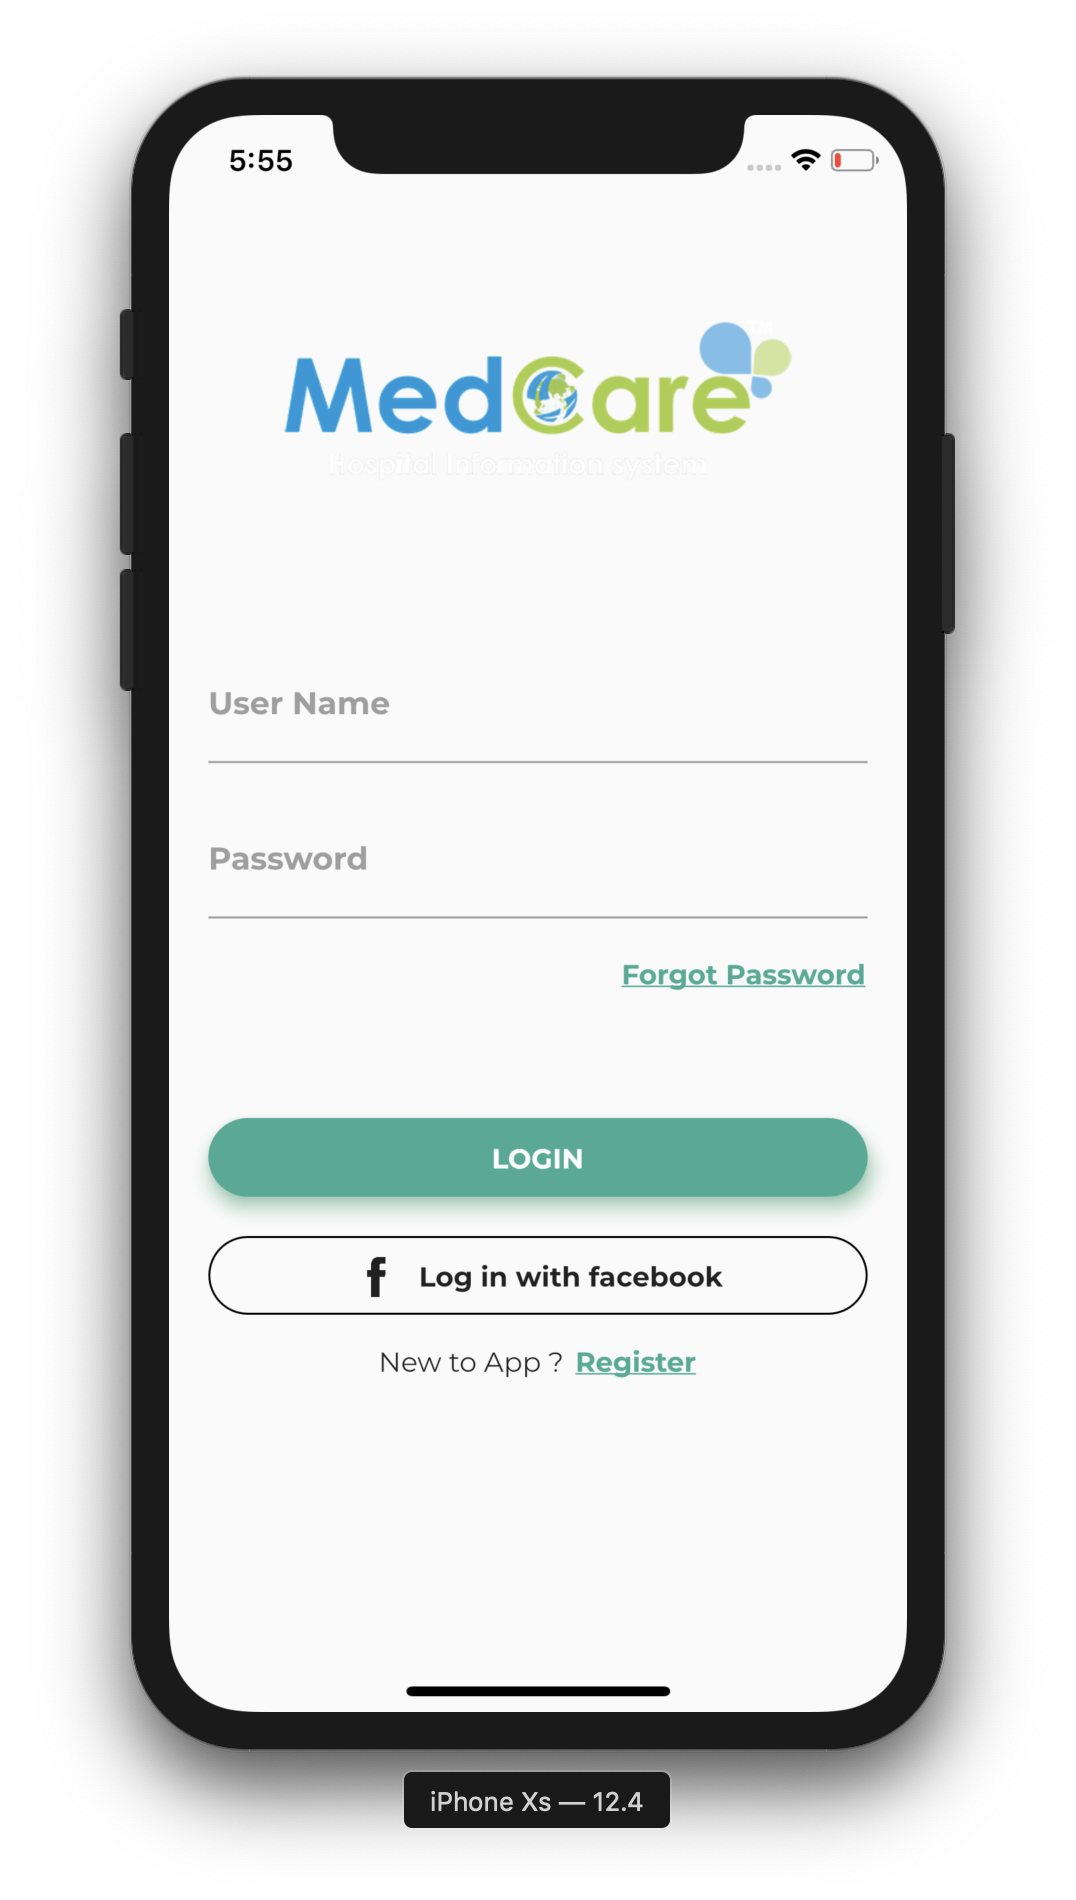 5:55
MedCare TM
Hospital Information system
User Name
Password
Forgot Password
LOGIN
f Log in with facebook
New to App ? Register
iPhone Xs — 12.4